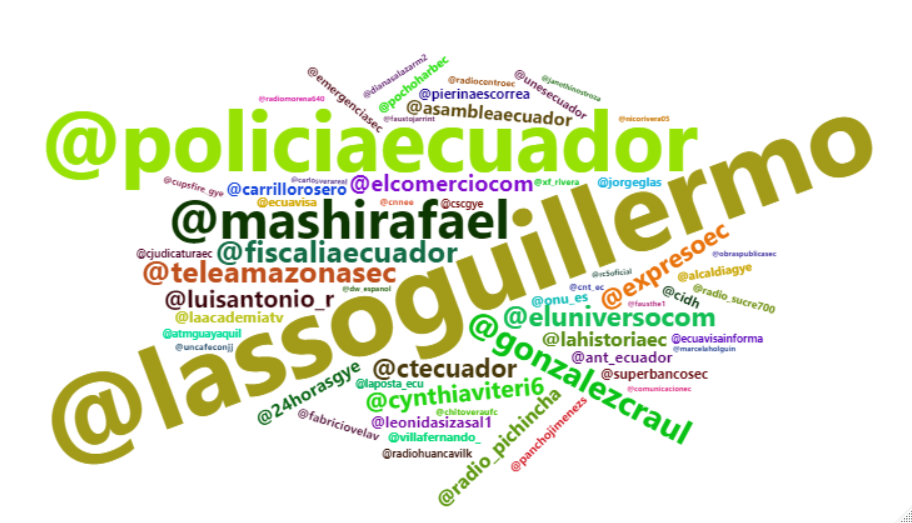 @dianasalazarm2
@pochoharbec
@emergenciasec
@radiocentroec
@unesecuador
@janethinostroza
@radiomorena640
@pierinaescorrea
@asambleaecuador
@faustojarrint
@nicorivera05
@policiaecuador
@cupsfire_gye
@carlosverareal
@carrillorosero
@elcomerciocom
@xf_rivera
@jorgeglas
@ecuavisa
@cnnee
@cscgye
@mashirafael
@lassoguillermo
@cjudicaturaec
@fiscaliaecuador
@expresoec
@obraspublicasec
@teleamazonasec
@rc5oficial
@alcaldiagye
@luisantonio_r
@dw_espanol
@cnt_ec
@cidh
@radio_sucre700
@onu_es
@fausthe1
@laacademiatv
@eluniversocom
@gonzalezcraul
@atmguayaquil
@lahistoriaec
@ecuavisainforma
@uncafeconjj
@marcelaholguin
@ant_ecuador
@ctecuador
@superbancosec
@24horasgye
@laposta_ecu
@cynthiaviteri6
@comunicacionec
@chitoveraufc
@fabriciovelav
@leonidasizasal1
@villafernando_
@radio_pichincha
@panchojimenezs
@radiohuancavilk